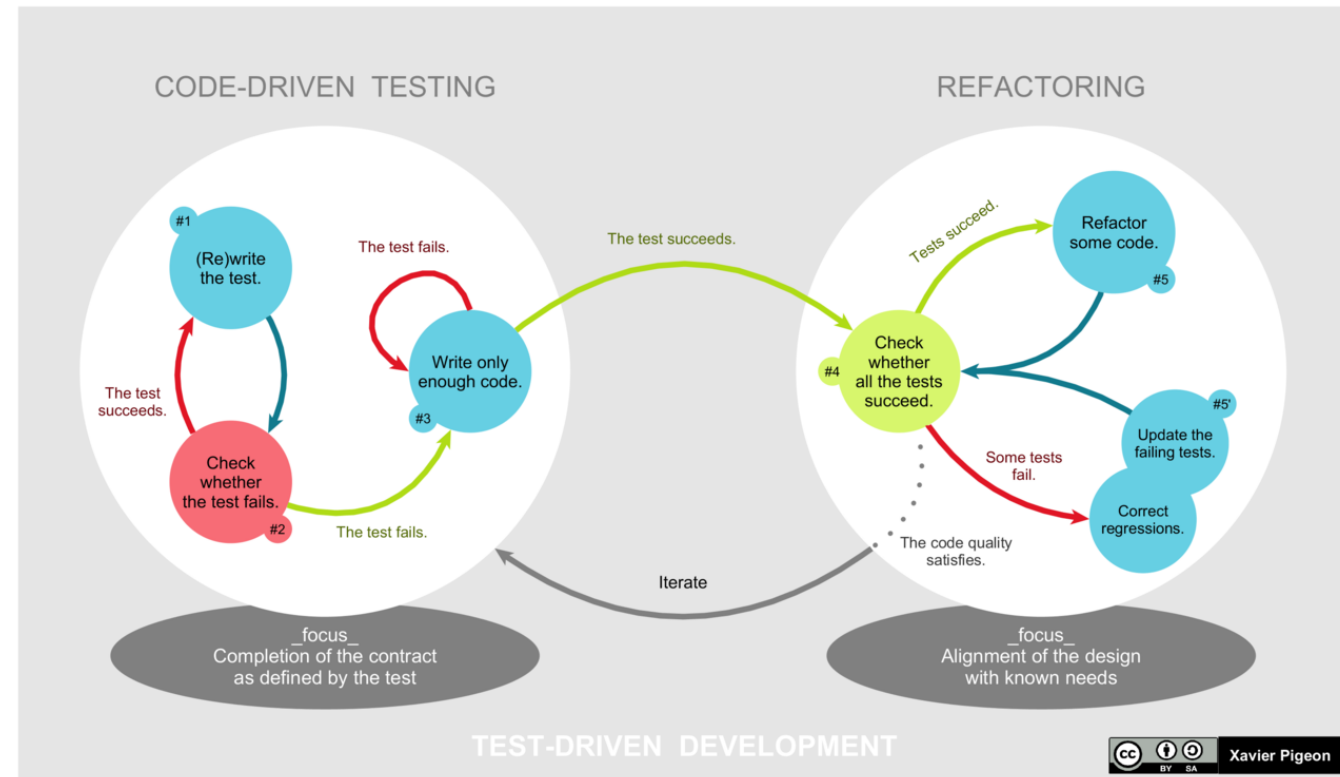 CODE-DRIVEN TESTING
REFACTORING
#1
(Re)write
the test.
The test fails.
The test succeeds.
Tests succeed.
Refactor
some code.
#5
The test
succeeds.
Write only
enough code.
#3
#4
Check
whether
all the tests
succeed.
#5'
Update the
failing tests.
Check
whether
the test fails.
#2
The test fails.
Some tests
fail.
Correct
regressions.
The code quality
satisfies.
Iterate
_focus_
Completion of the contract
as defined by the test
_focus_
Alignment of the design
with known needs
TEST-DRIVEN DEVELOPMENT
cc
BY SA
Xavier Pigeon